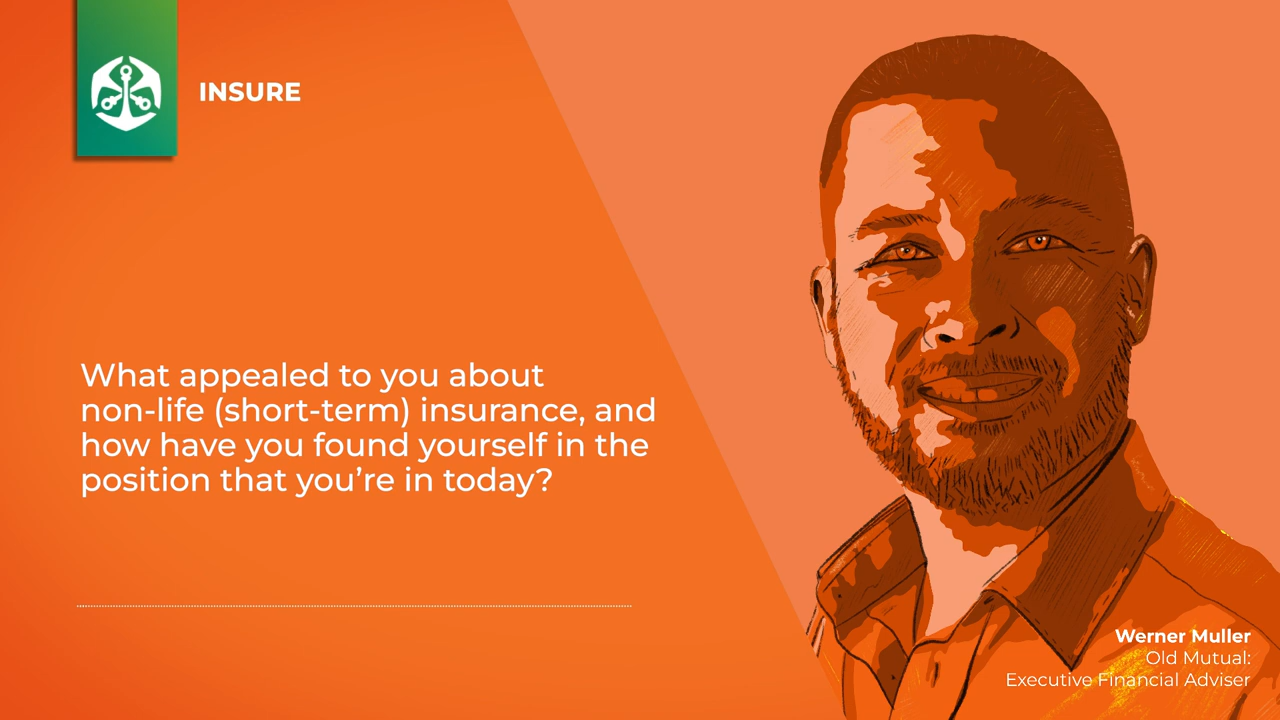 INSURE
What appealed to you about
non-life (short-term) insurance, and
how have you found yourself in the
position that you’re in today?
Werner Muller
Old Mutual:
Executive Financial Adviser